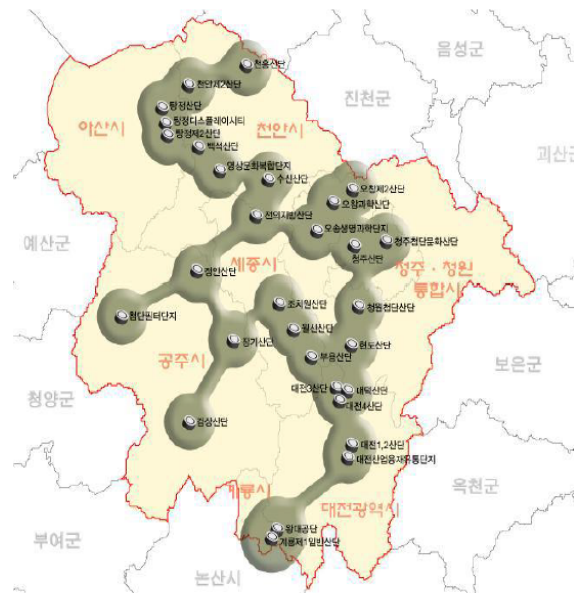 음성군
천흥산단
진천군
천안제2산단
탕정산단
아산시
탕정디스플레이시티
천안시
탕정제2산단
백석산단
괴산군
영상문화복합단지
수신산단
오창제2산단
오창과학산단
전의지방산단
오송생명과학단지
예산군
청주첨단문화산단
청주산단
세종시
정안산단
청주·청원
통합시
조치원산단
청원첨단산단
첨단필터단지
월산산단
장기산단
현도산단
공주시
부용산단
보은군
대전3산단
대덕산단
청양군
대전4산단
검상산단
대전1,2산단
대전산업용재유통단지
계룡시
옥천군
대전광역시
왕대공단
부여군
계룡제1일반산단
논산시